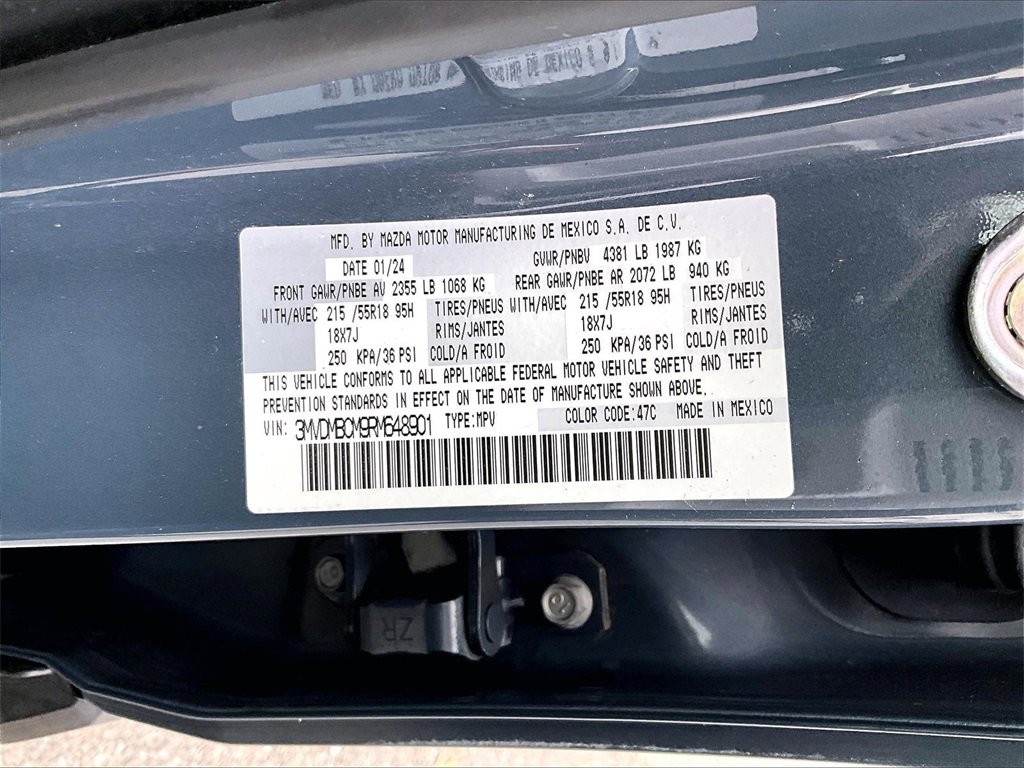 MFD. BY MAZDA MOTOR MANUFACTURING DE MEXICO S.A. DE C.V.
DATE 01/24 GVWR/PNBV 4381 LB 1987 KG
FRONT GAWR/PNBE AV 2355 LB 1068 KG REAR GAWR/PNBE AR 2072 LB 940 KG
WITH/AVEC 215 /55R18 95H TIRES/PNEUS WITH/AVEC 215 /55R18 95H TIRES/PNEUS
18X7J RIMS/JANTES 18X7J RIMS/JANTES
250 KPA/36 PSI COLD/A FROID 250 KPA/36 PSI COLD/A FROID
THIS VEHICLE CONFORMS TO ALL APPLICABLE FEDERAL MOTOR VEHICLE SAFETY AND THEFT
PREVENTION STANDARDS IN EFFECT ON THE DATE OF MANUFACTURE SHOWN ABOVE.
VIN: 3MVDMBCM9RM648901 TYPE:MPV COLOR CODE:47C MADE IN MEXICO
ZR